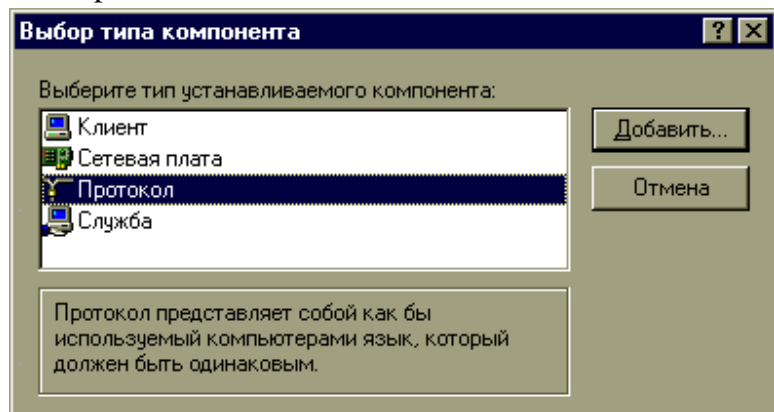 Выбор типа компонента
Выберите тип устанавливаемого компонента:
Клиент
Сетевая плата
Протокол
Служба
Добавить...
Отмена
Протокол представляет собой как бы
используемый компьютерами язык, который
должен быть одинаковым.